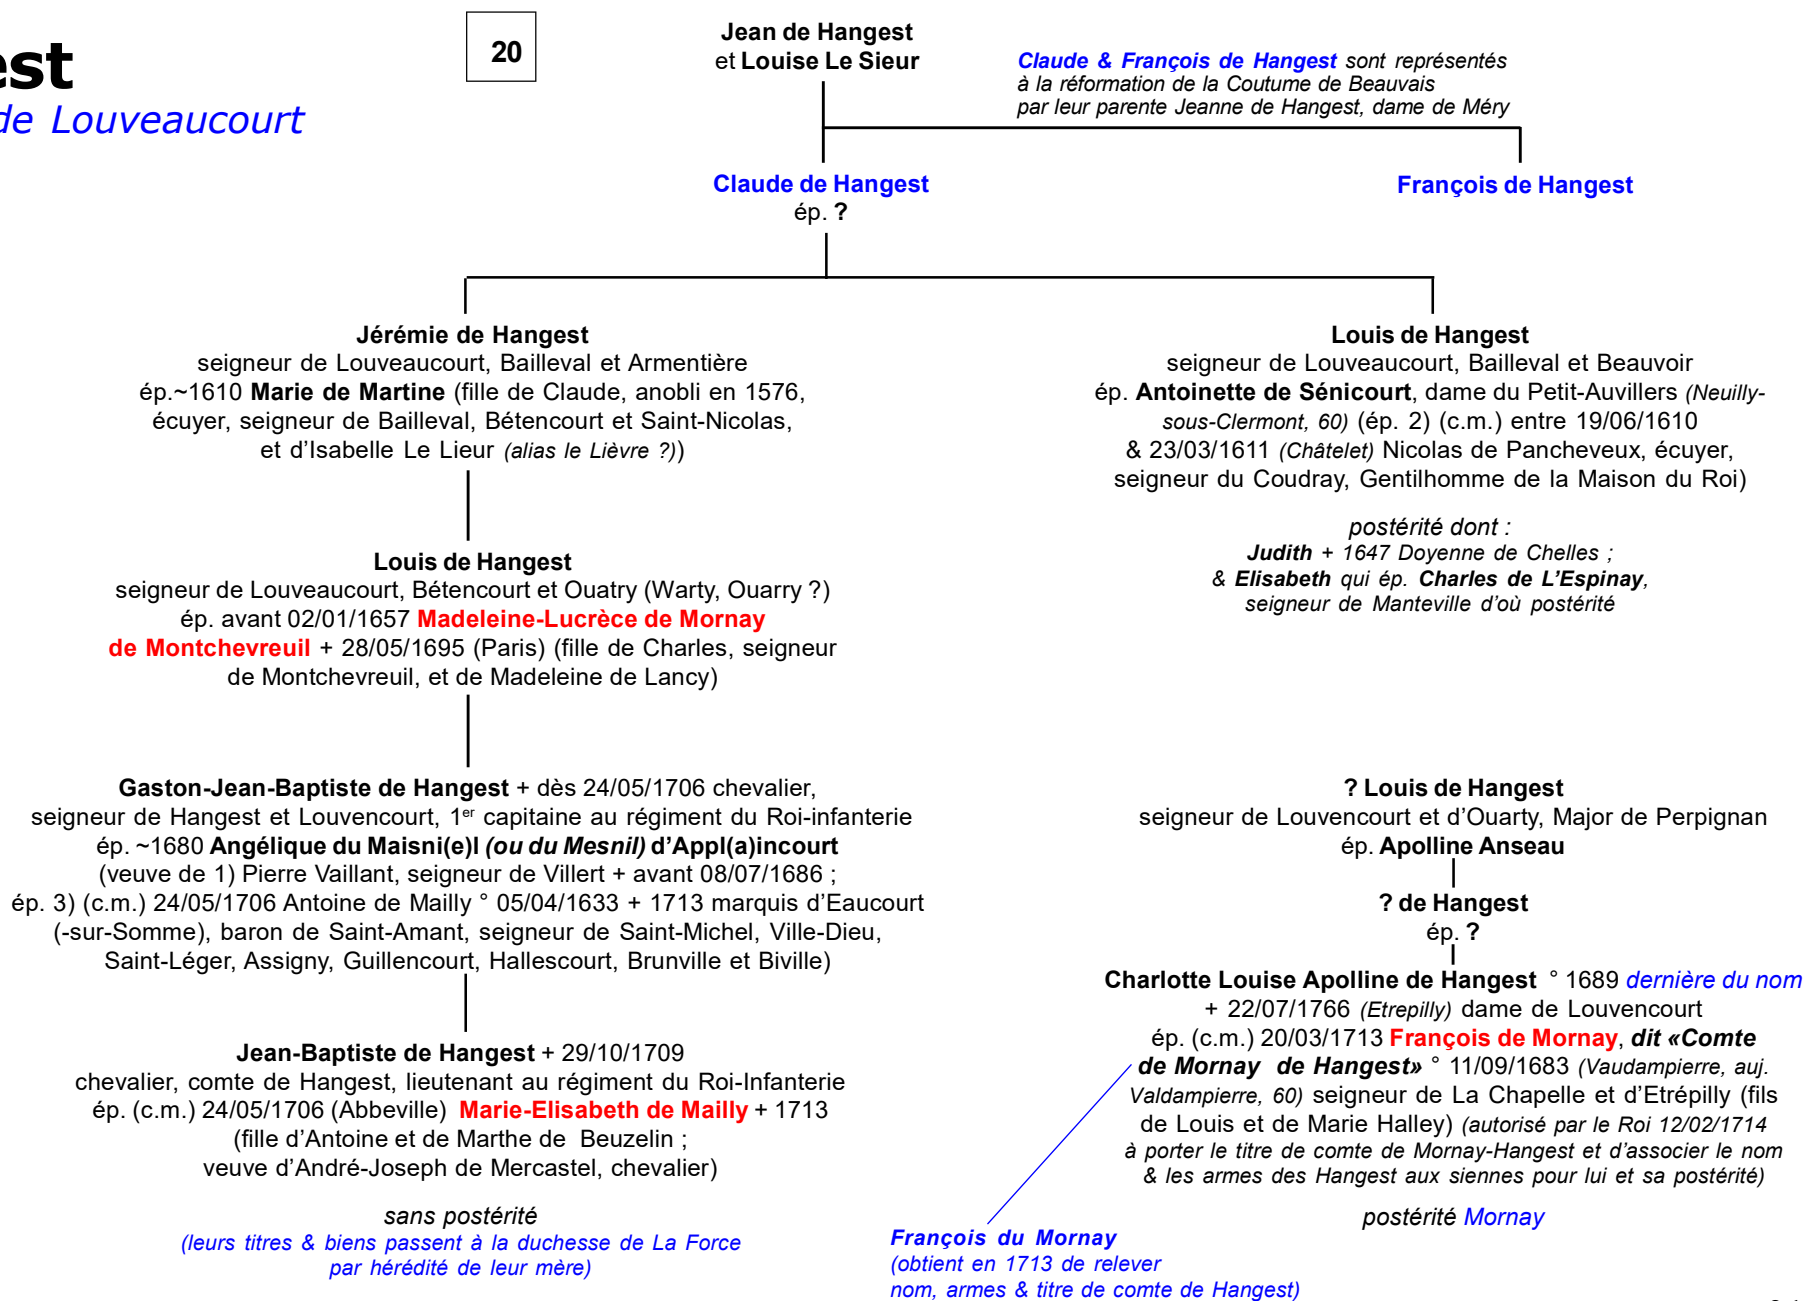 est
de Louveaucourt
20
Jean de Hangest
et Louise Le Sieur
Claude & François de Hangest sont représentés
à la réformation de la Coutume de Beauvais
par leur parente Jeanne de Hangest, dame de Méry
Claude de Hangest
ép. ?
François de Hangest
Jérémie de Hangest
seigneur de Louveaucourt, Bailleval et Armentière
ép.~1610 Marie de Martine (fille de Claude, anobli en 1576,
écuyer, seigneur de Bailleval, Bétencourt et Saint-Nicolas,
et d'Isabelle Le Lieur (alias le Lièvre ?))
Louis de Hangest
seigneur de Louveaucourt, Bailleval et Beauvoir
ép. Antoinette de Sénicourt, dame du Petit-Auvillers (Neuilly-
sous-Clermont, 60) (ép. 2) (c.m.) entre 19/06/1610
& 23/03/1611 (Châtelet) Nicolas de Pancheveux, écuyer,
seigneur du Coudray, Gentilhomme de la Maison du Roi)
postérité dont :
Judith + 1647 Doyenne de Chelles ;
& Elisabeth qui ép. Charles de L'Espinay,
seigneur de Manteville d'où postérité
Louis de Hangest
seigneur de Louveaucourt, Bétencourt et Ouatry (Warty, Ouarry ?)
ép. avant 02/01/1657 Madeleine-Lucrèce de Mornay
de Montchevreuil + 28/05/1695 (Paris) (fille de Charles, seigneur
de Montchevreuil, et de Madeleine de Lancy)
Gaston-Jean-Baptiste de Hangest + dès 24/05/1706 chevalier,
seigneur de Hangest et Louvencourt, 1er capitaine au régiment du Roi-infanterie
ép. ~1680 Angélique du Maisni(e)l (ou du Mesnil) d'Appl(a)incourt
(veuve de 1) Pierre Vaillant, seigneur de Villert + avant 08/07/1686 ;
ép. 3) (c.m.) 24/05/1706 Antoine de Mailly ° 05/04/1633 + 1713 marquis d'Eaucourt
(-sur-Somme), baron de Saint-Amant, seigneur de Saint-Michel, Ville-Dieu,
Saint-Léger, Assigny, Guillencourt, Hallescourt, Brunville et Biville)
? Louis de Hangest
seigneur de Louvencourt et d'Ouarty, Major de Perpignan
ép. Apolline Anseau
? de Hangest
ép. ?
Charlotte Louise Apolline de Hangest ° 1689 dernière du nom
+ 22/07/1766 (Etrepilly) dame de Louvencourt
ép. (c.m.) 20/03/1713 François de Mornay, dit «Comte
de Mornay de Hangest» ° 11/09/1683 (Vaudampierre, auj.
Valdampierre, 60) seigneur de La Chapelle et d'Etrépilly (fils
de Louis et de Marie Halley) (autorisé par le Roi 12/02/1714
à porter le titre de comte de Mornay-Hangest et d'associer le nom
& les armes des Hangest aux siennes pour lui et sa postérité)
postérité Mornay
Jean-Baptiste de Hangest + 29/10/1709
chevalier, comte de Hangest, lieutenant au régiment du Roi-Infanterie
ép. (c.m.) 24/05/1706 (Abbeville) Marie-Elisabeth de Mailly + 1713
(fille d'Antoine et de Marthe de Beuzelin ;
veuve d'André-Joseph de Mercastel, chevalier)
sans postérité
(leurs titres & biens passent à la duchesse de La Force
par hérédité de leur mère)
François du Mornay
(obtient en 1713 de relever
nom, armes & titre de comte de Hangest)